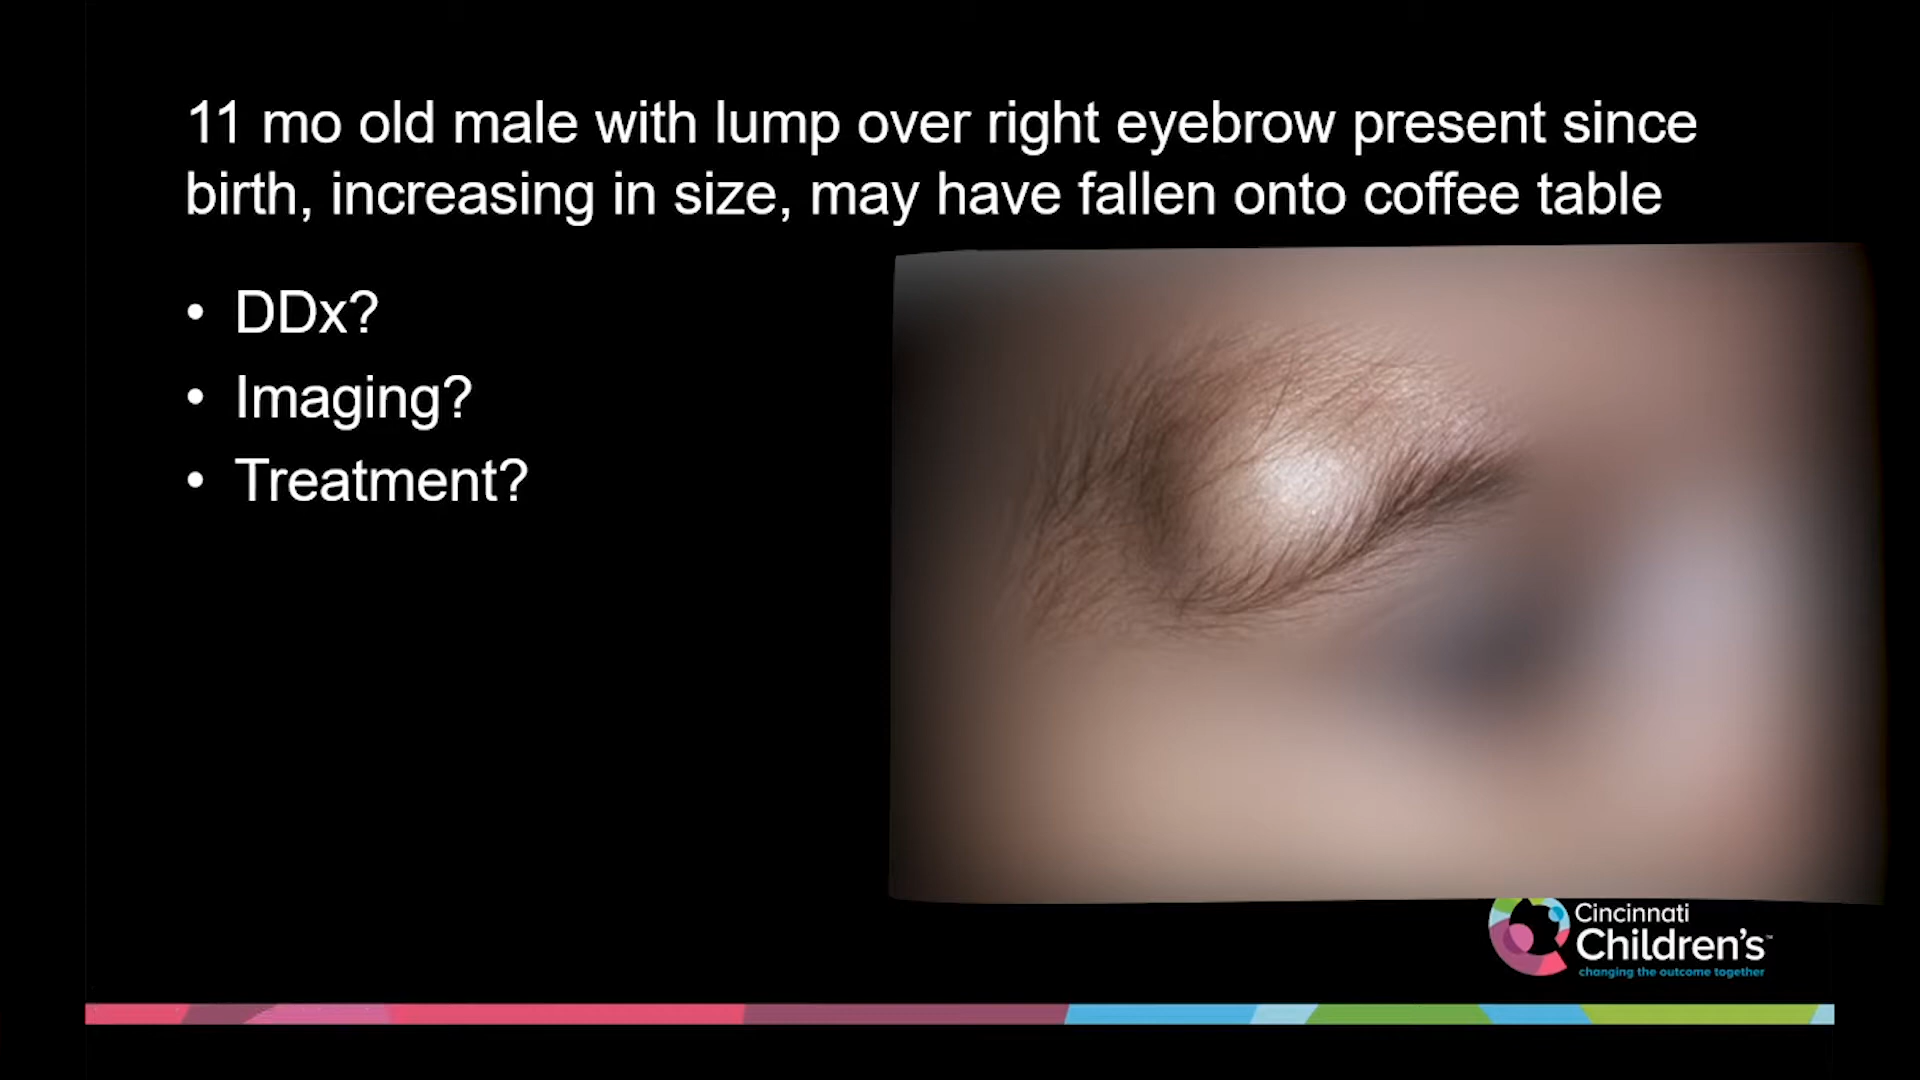 11 mo old male with lump over right eyebrow present since
birth, increasing in size, may have fallen onto coffee table
• DDx?
• Imaging?
• Treatment?
Cincinnati
Children's™
changing the outcome together